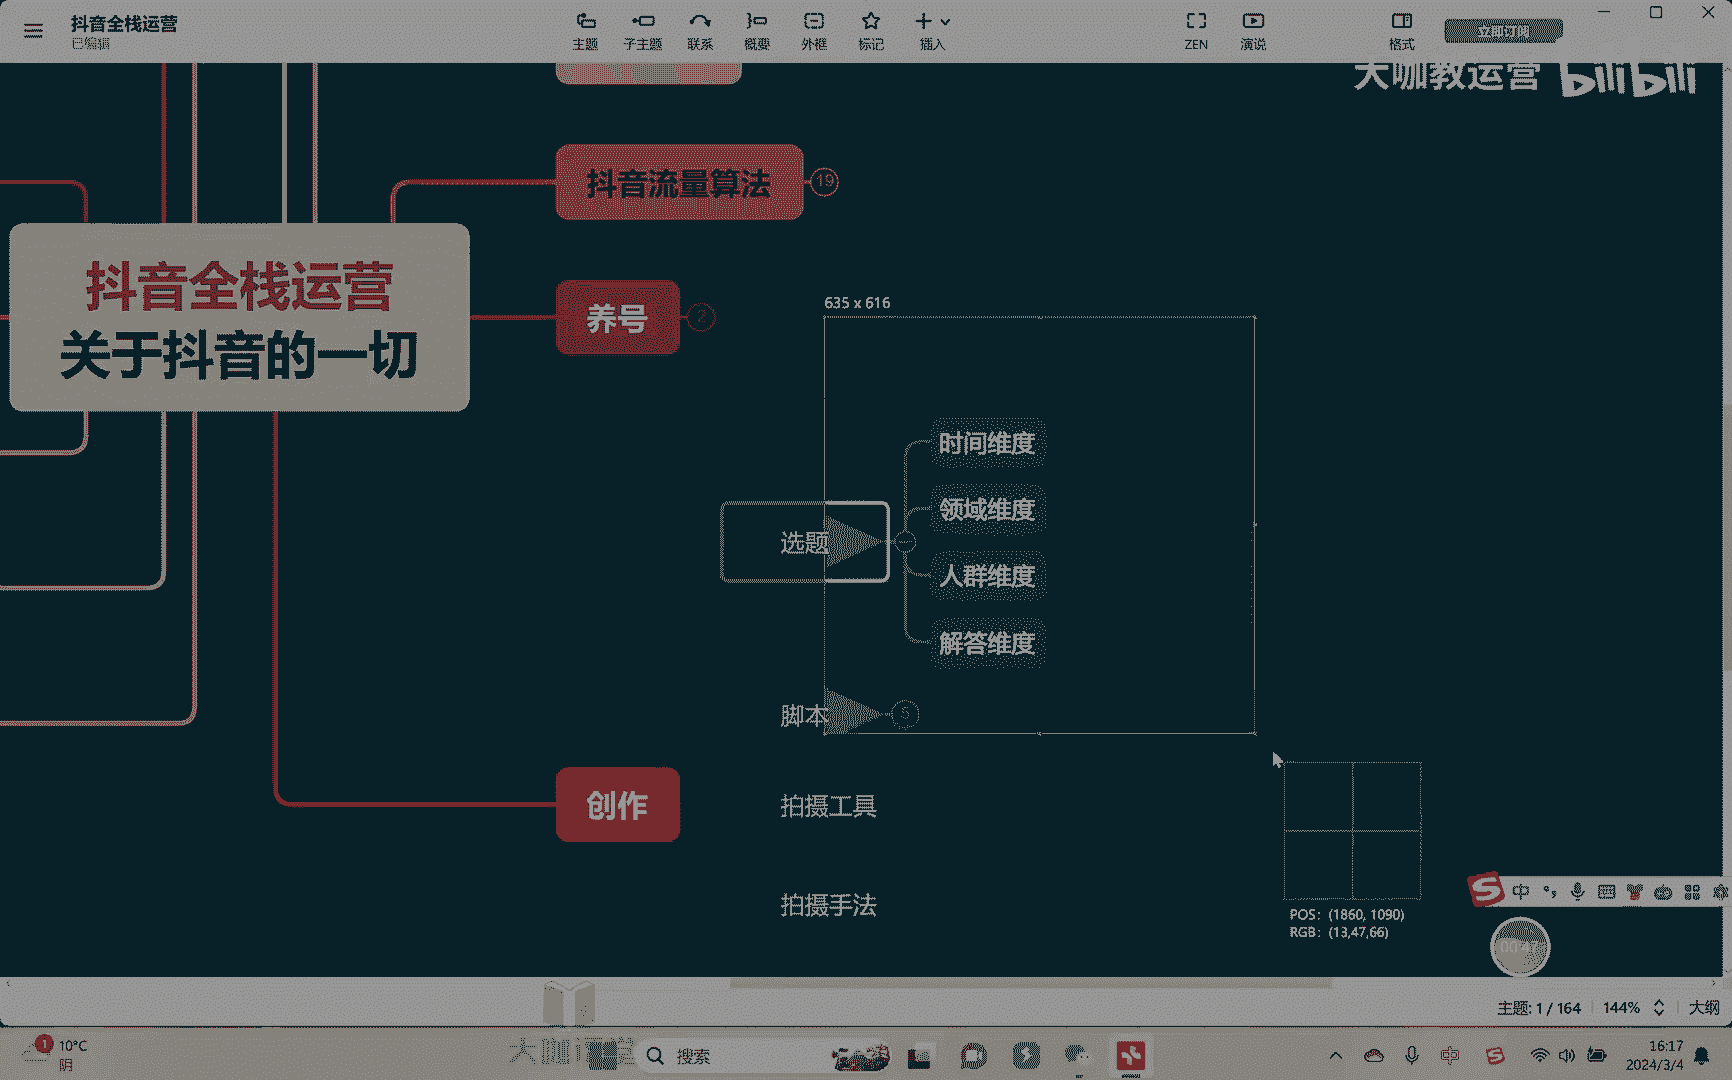 抖音全栈运营
已编辑
主题
子主题
联系
概要
外框
标记
插入
ZEN
演说
格式
立即订阅
大咖教运营 bilibili
抖音流量算法
19
抖音全栈运营
关于抖音的一切
养号
2
635 x 616
时间维度
领域维度
选题
人群维度
解答维度
脚本
5
创作
拍摄工具
拍摄手法
POS: (1860, 1090)
RGB: (13,47,66)
中
主题: 1 / 164
144%
大纲
1
10°C
阴
搜索
中
16:17
2024/3/4